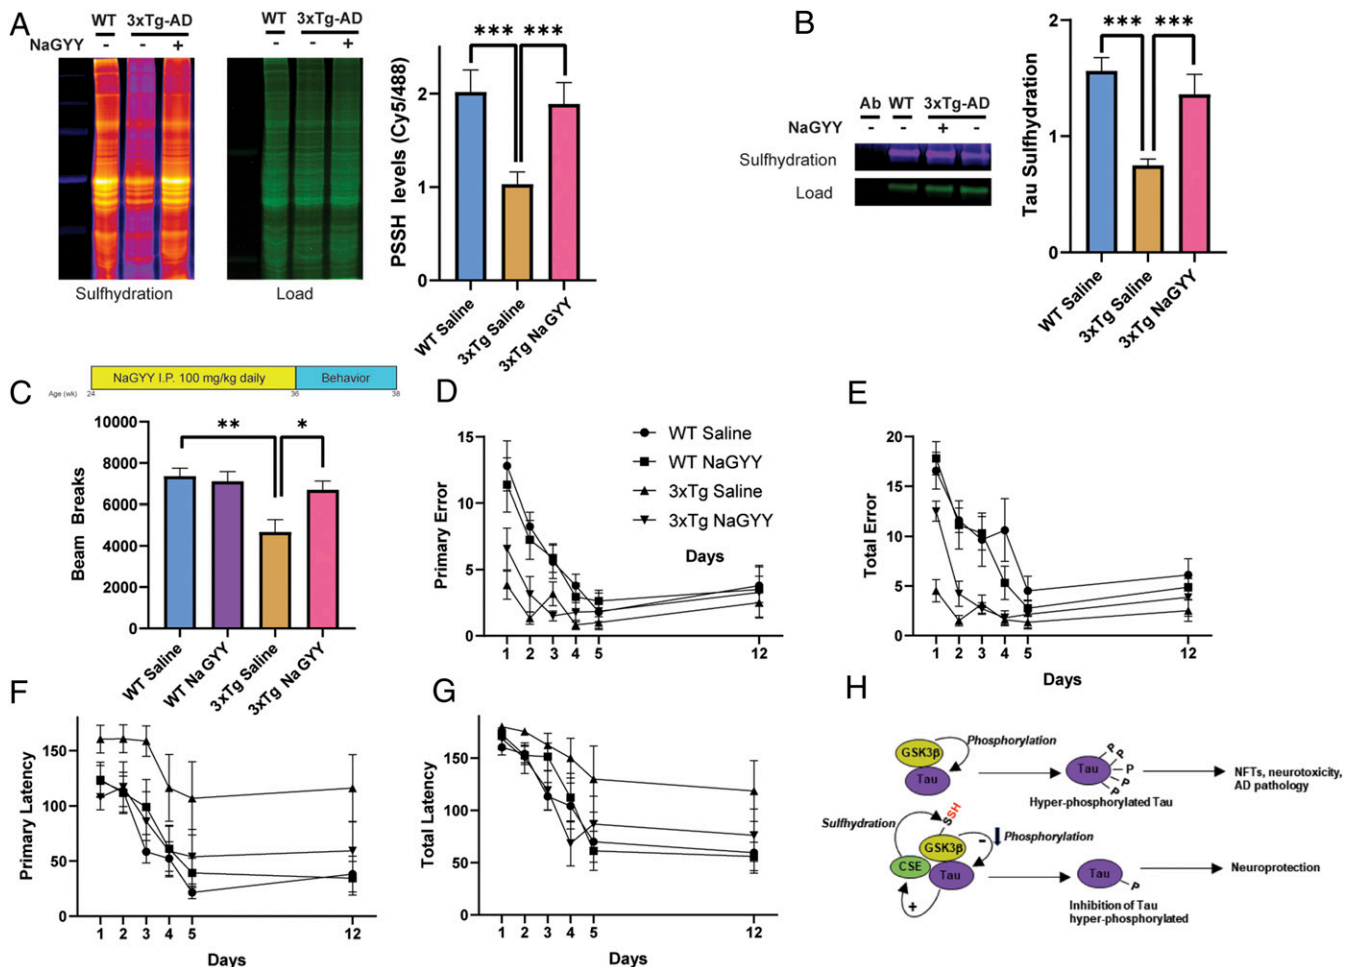 A
WT 3xTg-AD
NaGYY - - +
Sulfhydration
WT 3xTg-AD
- - +
Load
PSSH levels (Cy5/488)
2
1
0
*** ***
WT Saline
3xTg Saline
3xTg NaGYY
B
Ab WT 3xTg-AD
NaGYY - - + -
Sulfhydration
Load
Tau Sulfhydration
2
1
0
*** ***
WT Saline
3xTg Saline
3xTg NaGYY
C
NaGYY I.P. 100 mg/kg daily Behavior
Age (wk) 24 36 38
Beam Breaks
10000
8000
6000
4000
2000
0
** *
WT Saline
WT NaGYY
3xTg Saline
3xTg NaGYY
D
Primary Error
15
10
5
0
WT Saline
WT NaGYY
3xTg Saline
3xTg NaGYY
Days
1 2 3 4 5 12
E
Total Error
20
15
10
5
0
1 2 3 4 5 12
Days
F
Primary Latency
150
100
50
0
1 2 3 4 5 12
Days
G
Total Latency
150
100
50
0
1 2 3 4 5 12
Days
H
GSK3β
Phosphorylation
Tau
Tau
P P P P P
Hyper-phosphorylated Tau
NFTs, neurotoxicity,
AD pathology
Sulfhydration
SSH
GSK3β
- Phosphorylation
CSE
Tau
+
Tau
P
Inhibition of Tau
hyper-phosphorylated
Neuroprotection